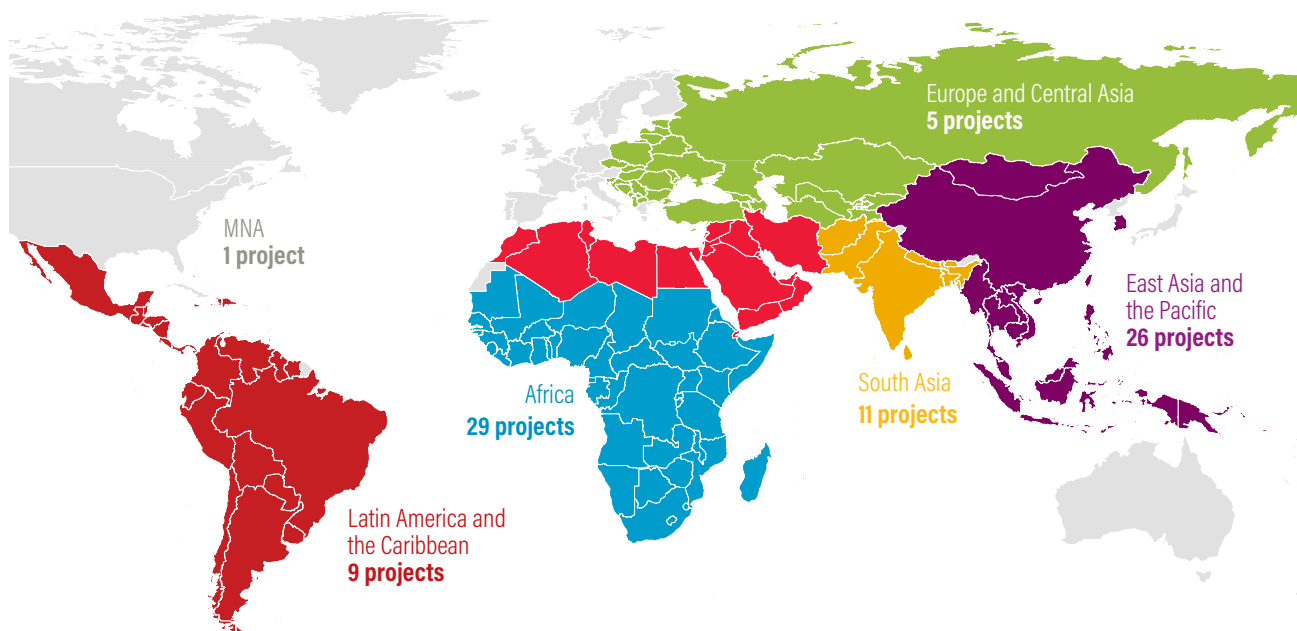 Europe and Central Asia
5 projects
MNA
1 project
East Asia and
the Pacific
26 projects
South Asia
11 projects
Africa
29 projects
Latin America and
the Caribbean
9 projects